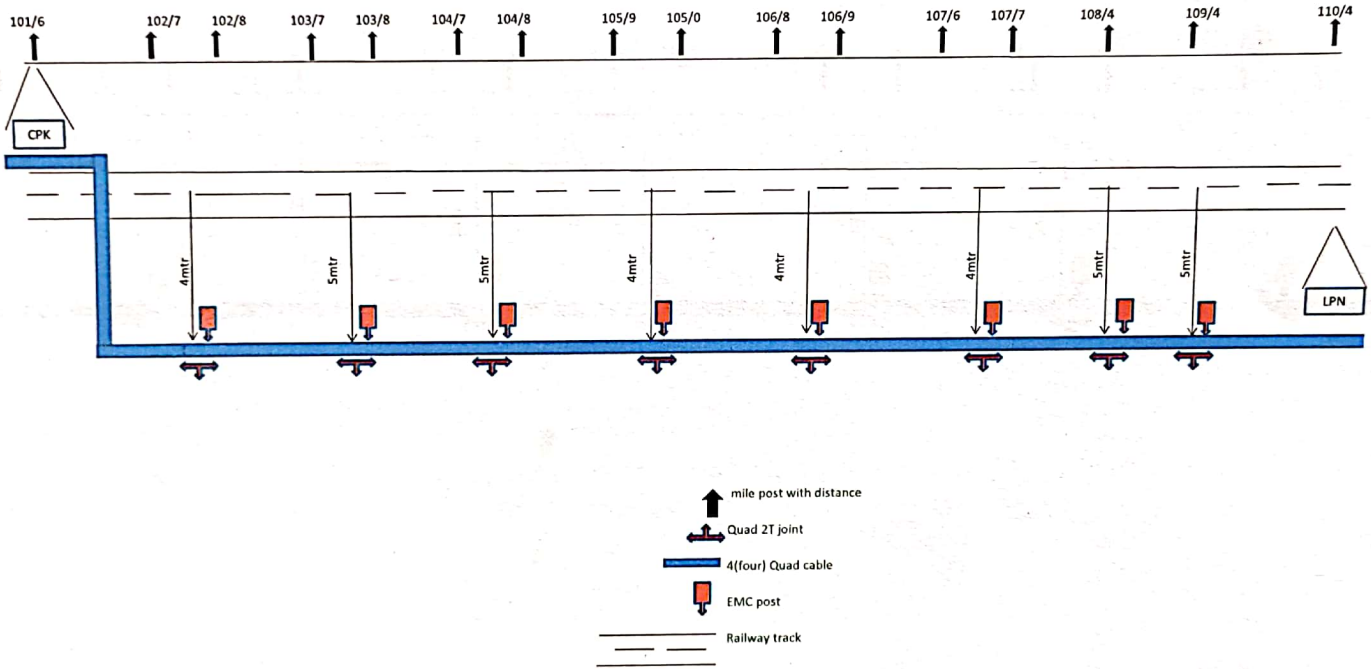 101/6 102/7 102/8 103/7 103/8 104/7 104/8 105/9 105/0 106/8 106/9 107/6 107/7 108/4 109/4 110/4
CPK
4mtr 5mtr 5mtr 4mtr 4mtr 4mtr 5mtr 5mtr
LPN
mile post with distance
Quad 2T joint
4(four) Quad cable
EMC post
Railway track